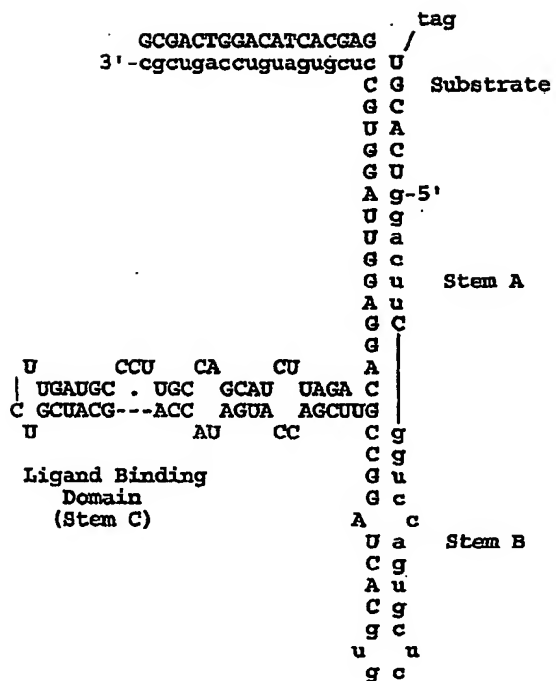 tag
GCGACTGGACATCACGAG
3'-cgcugaccuguagugcuc U
C G Substrate
G C
U A
G C
G U
A g-5'
U g
U a
G c
G u Stem A
A u
G C
G
U CCU CA CU A
UUGAUGC . UGC GCAU UAGA C
C GCUACG---ACC AGUA AGCUUG
U AU CC C g
C g
Ligand Binding G u
Domain G c
(Stem C) A c
U a Stem B
C g
A u
C g
g c
u u
g c